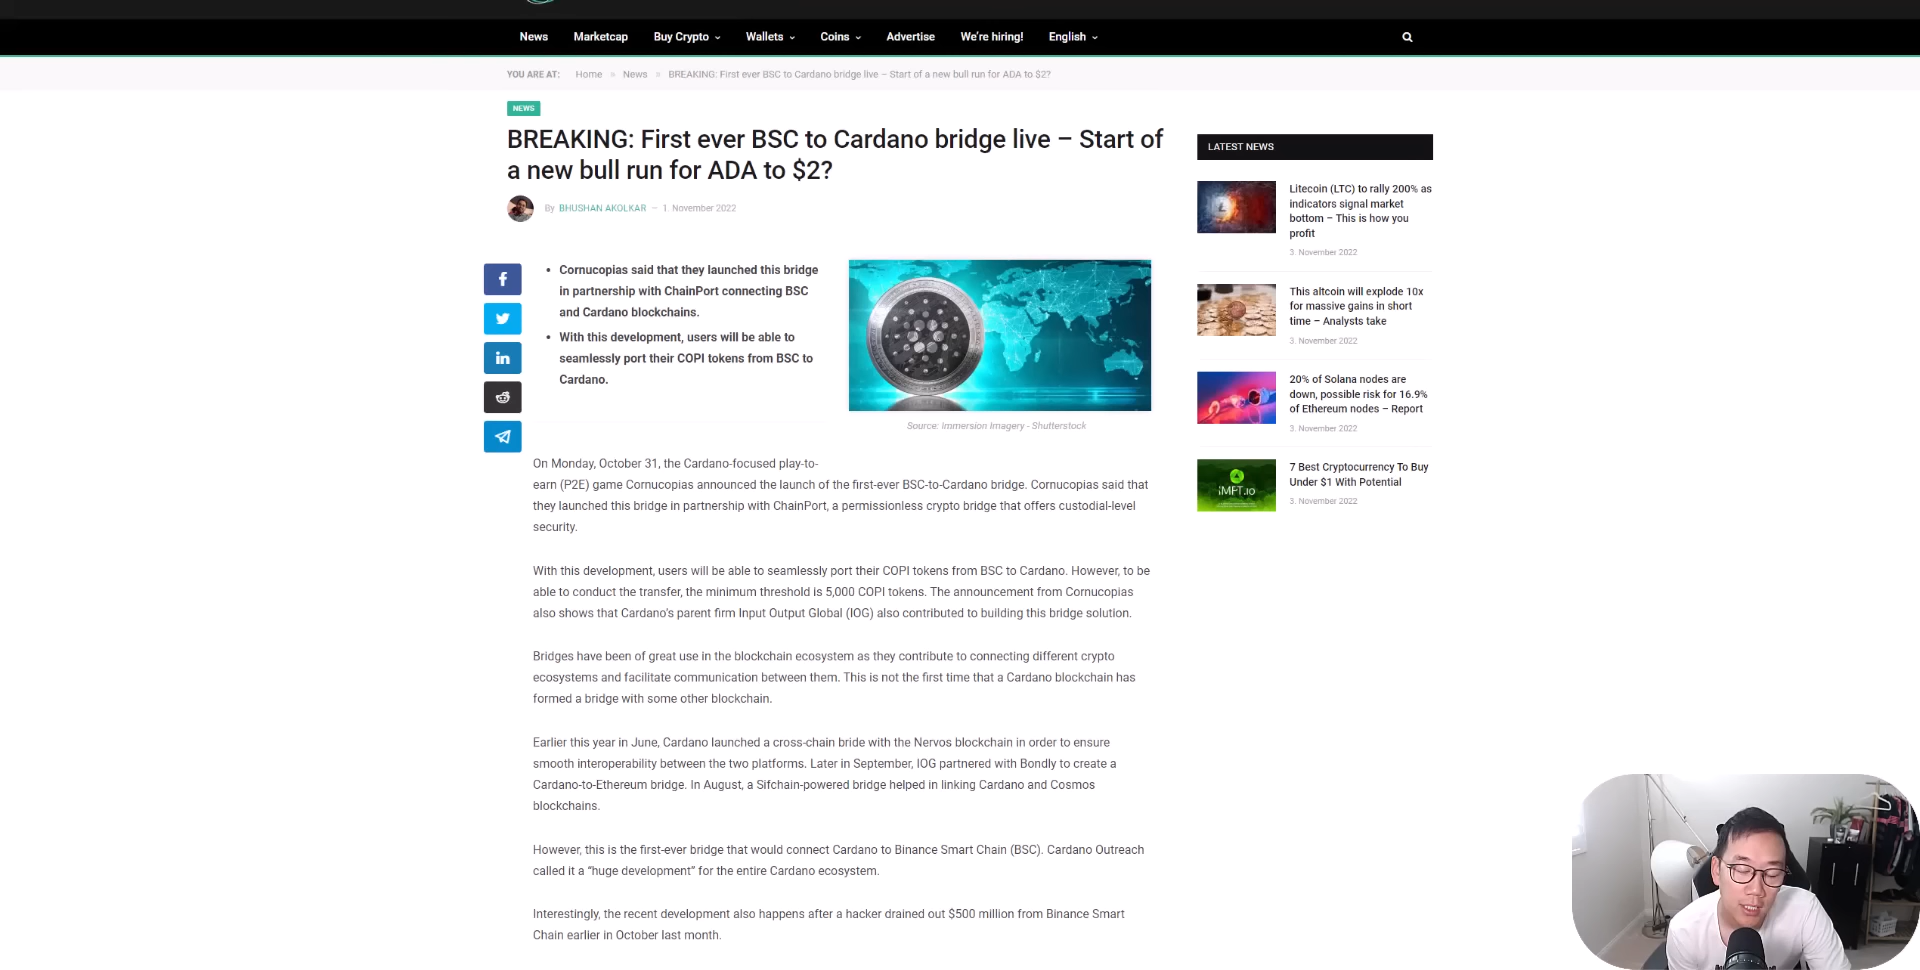 News
Marketcap
Buy Crypto
Wallets
Coins
Advertise
We're hiring!
English
YOU ARE AT: Home » News » BREAKING: First ever BSC to Cardano bridge live – Start of a new bull run for ADA to $2?
NEWS
BREAKING: First ever BSC to Cardano bridge live – Start of
a new bull run for ADA to $2?
By BHUSHAN AKOLKAR — 1. November 2022
• Cornucopias said that they launched this bridge
in partnership with ChainPort connecting BSC
and Cardano blockchains.
• With this development, users will be able to
seamlessly port their COPI tokens from BSC to
Cardano.
Source: Immersion Imagery - Shutterstock
On Monday, October 31, the Cardano-focused play-to-
earn (P2E) game Cornucopias announced the launch of the first-ever BSC-to-Cardano bridge. Cornucopias said that
they launched this bridge in partnership with ChainPort, a permissionless crypto bridge that offers custodial-level
security.
With this development, users will be able to seamlessly port their COPI tokens from BSC to Cardano. However, to be
able to conduct the transfer, the minimum threshold is 5,000 COPI tokens. The announcement from Cornucopias
also shows that Cardano's parent firm Input Output Global (IOG) also contributed to building this bridge solution.
Bridges have been of great use in the blockchain ecosystem as they contribute to connecting different crypto
ecosystems and facilitate communication between them. This is not the first time that a Cardano blockchain has
formed a bridge with some other blockchain.
Earlier this year in June, Cardano launched a cross-chain bride with the Nervos blockchain in order to ensure
smooth interoperability between the two platforms. Later in September, IOG partnered with Bondly to create a
Cardano-to-Ethereum bridge. In August, a Sifchain-powered bridge helped in linking Cardano and Cosmos
blockchains.
However, this is the first-ever bridge that would connect Cardano to Binance Smart Chain (BSC). Cardano Outreach
called it a “huge development” for the entire Cardano ecosystem.
Interestingly, the recent development also happens after a hacker drained out $500 million from Binance Smart
Chain earlier in October last month.
LATEST NEWS
Litecoin (LTC) to rally 200% as
indicators signal market
bottom – This is how you
profit
3. November 2022
This altcoin will explode 10x
for massive gains in short
time – Analysts take
3. November 2022
20% of Solana nodes are
down, possible risk for 16.9%
of Ethereum nodes – Report
3. November 2022
iMFT.io
7 Best Cryptocurrency To Buy
Under $1 With Potential
3. November 2022